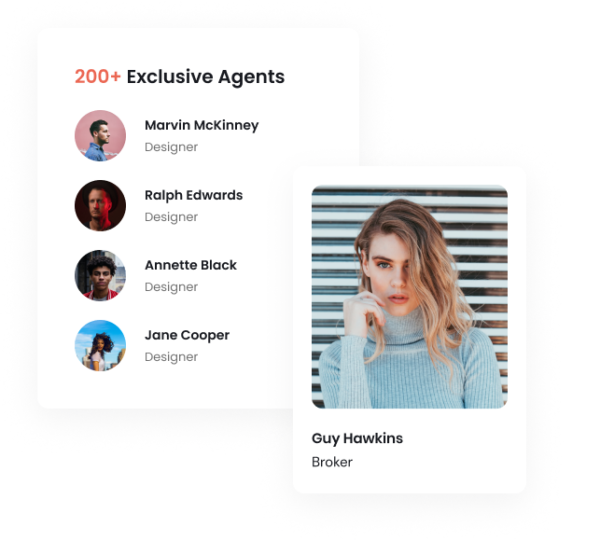 200+ Exclusive Agents
Marvin McKinney
Designer
Ralph Edwards
Designer
Annette Black
Designer
Jane Cooper
Designer
Guy Hawkins
Broker